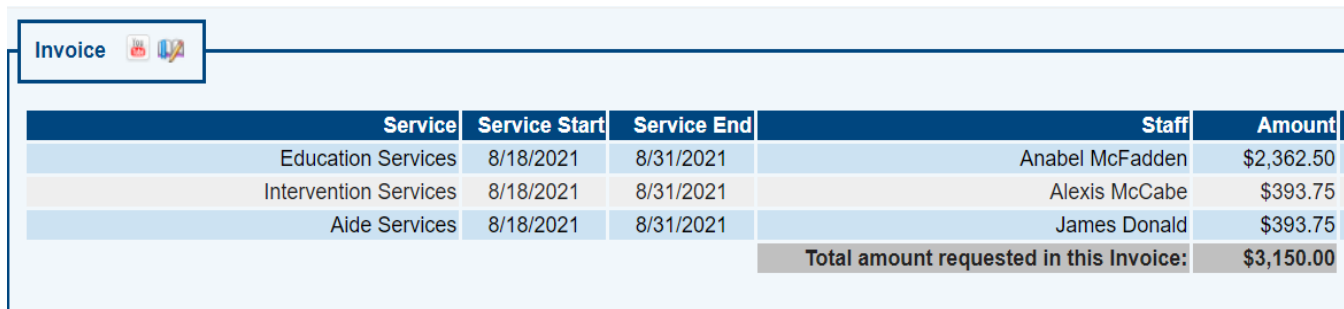 Invoice
Service Service Start Service End Staff Amount
Education Services 8/18/2021 8/31/2021 Anabel McFadden $2,362.50
Intervention Services 8/18/2021 8/31/2021 Alexis McCabe $393.75
Aide Services 8/18/2021 8/31/2021 James Donald $393.75
Total amount requested in this Invoice: $3,150.00